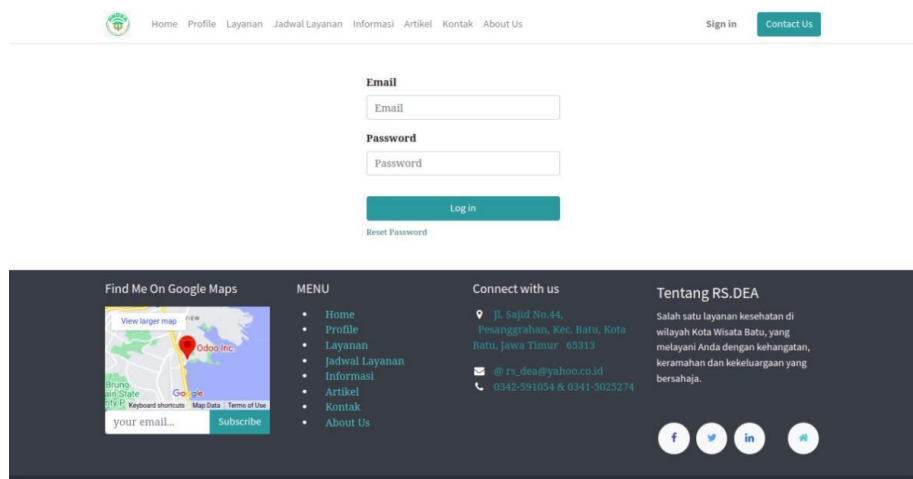 Home Profile Layanan Jadwal Layanan Informasi Artikel Kontak About Us Sign in Contact Us
Email
Email
Password
Password
Log in
Reset Password
Find Me On Google Maps
View larger map
VIEW
Odoo Inc.
Bruno
ain State
nty P
Google
Keyboard shortcuts Map Data Terms of Use
your email... Subscribe
MENU
Home
Profile
Layanan
Jadwal Layanan
Informasi
Artikel
Kontak
About Us
Connect with us
Jl. Sajid No.44,
Pesanggrahan, Kec. Batu, Kota
Batu, Jawa Timur 65313
@ rs_dea@yahoo.co.id
0342-591054 & 0341-5025274
Tentang RS.DEA
Salah satu layanan kesehatan di
wilayah Kota Wisata Batu, yang
melayani Anda dengan kehangatan,
keramahan dan kekeluargaan yang
bersahaja.